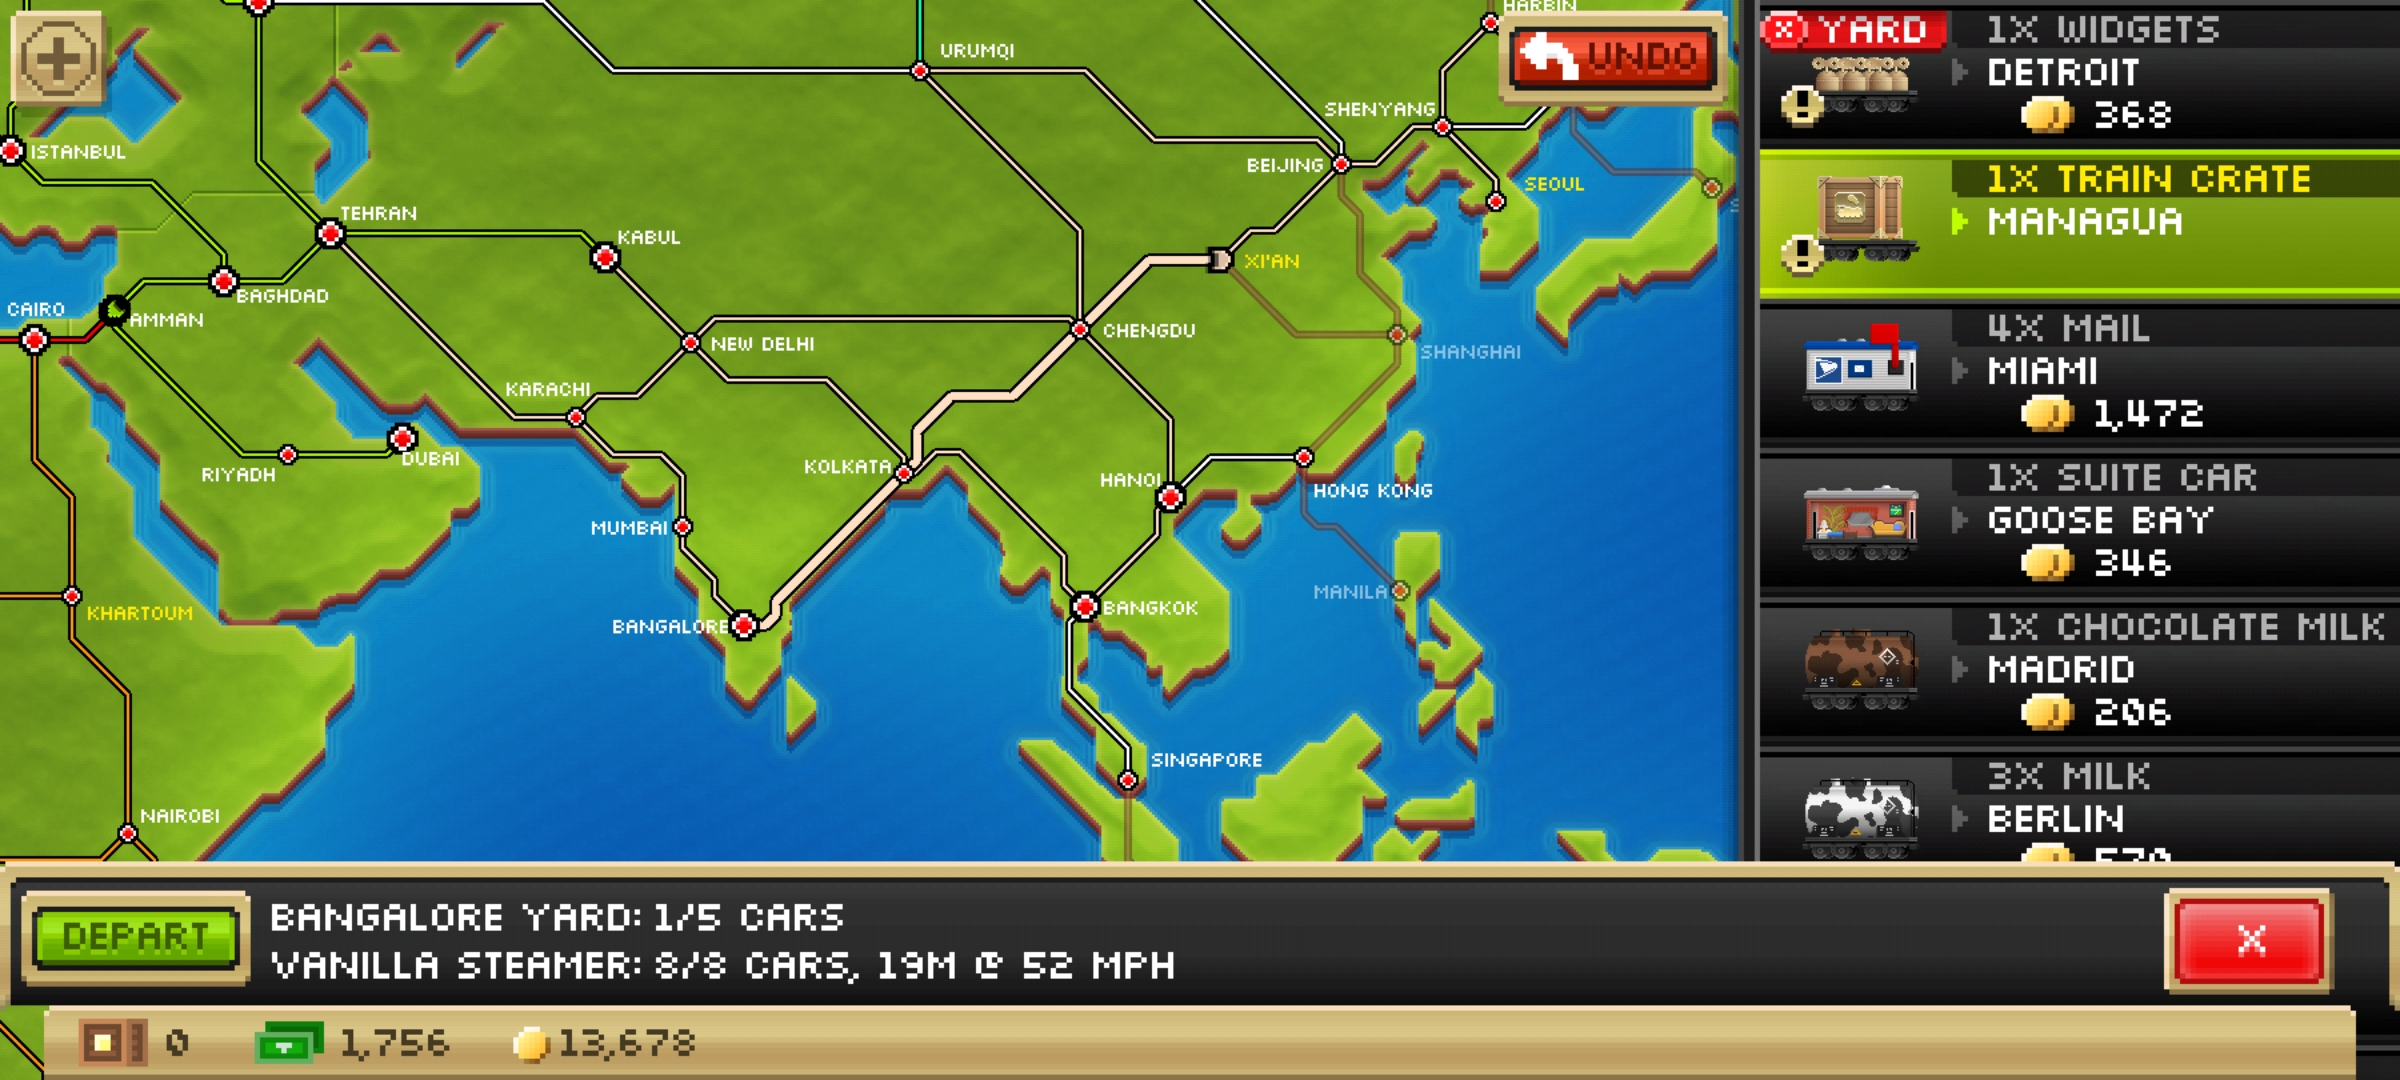 HARBIN
URUMQI
UNDO
SHENYANG
ISTANBUL
BEIJING
SEOUL
TEHRAN
KABUL
XI'AN
BAGHDAD
CAIRO
AMMAN
CHENGDU
NEW DELHI
SHANGHAI
KARACHI
KOLKATA
DUBAI
RIYADH
HANOI
HONG KONG
MUMBAI
MANILA
KHARTOUM
BANGKOK
BANGALORE
SINGAPORE
NAIROBI
YARD
1X WIDGETS
DETROIT
368
1X TRAIN CRATE
MANAGUA
4X MAIL
MIAMI
1,472
1X SUITE CAR
GOOSE BAY
346
1X CHOCOLATE MILK
MADRID
206
3X MILK
BERLIN
570
DEPART
BANGALORE YARD: 1/5 CARS
VANILLA STEAMER: 8/8 CARS, 19M @ 52 MPH
X
0
1,756
13,678